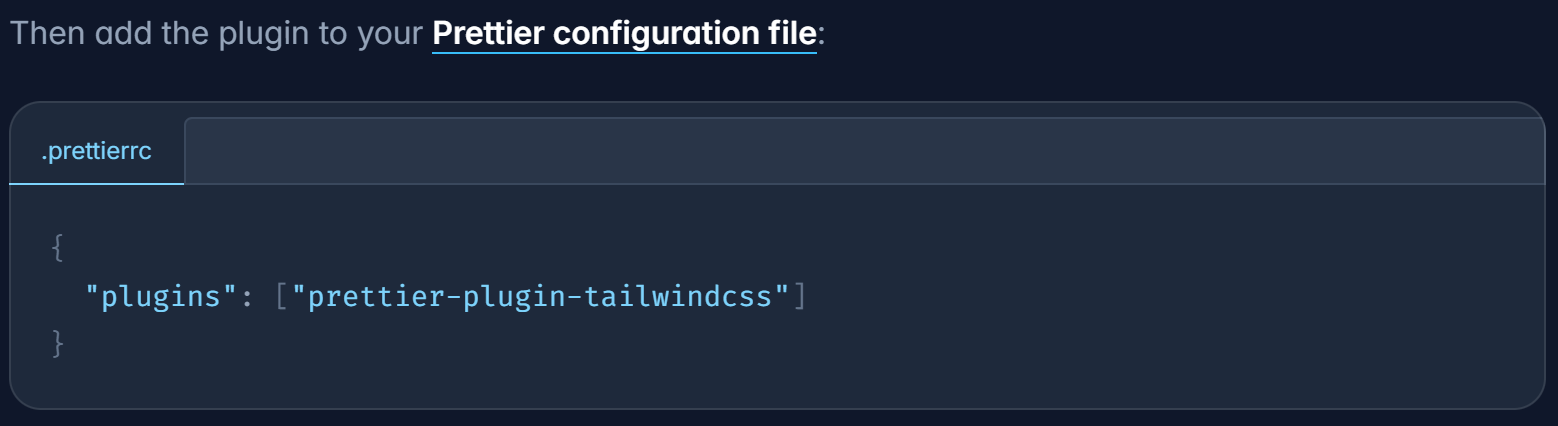 Then add the plugin to your Prettier configuration file:
.prettierrc
{
  "plugins": ["prettier-plugin-tailwindcss"]
}